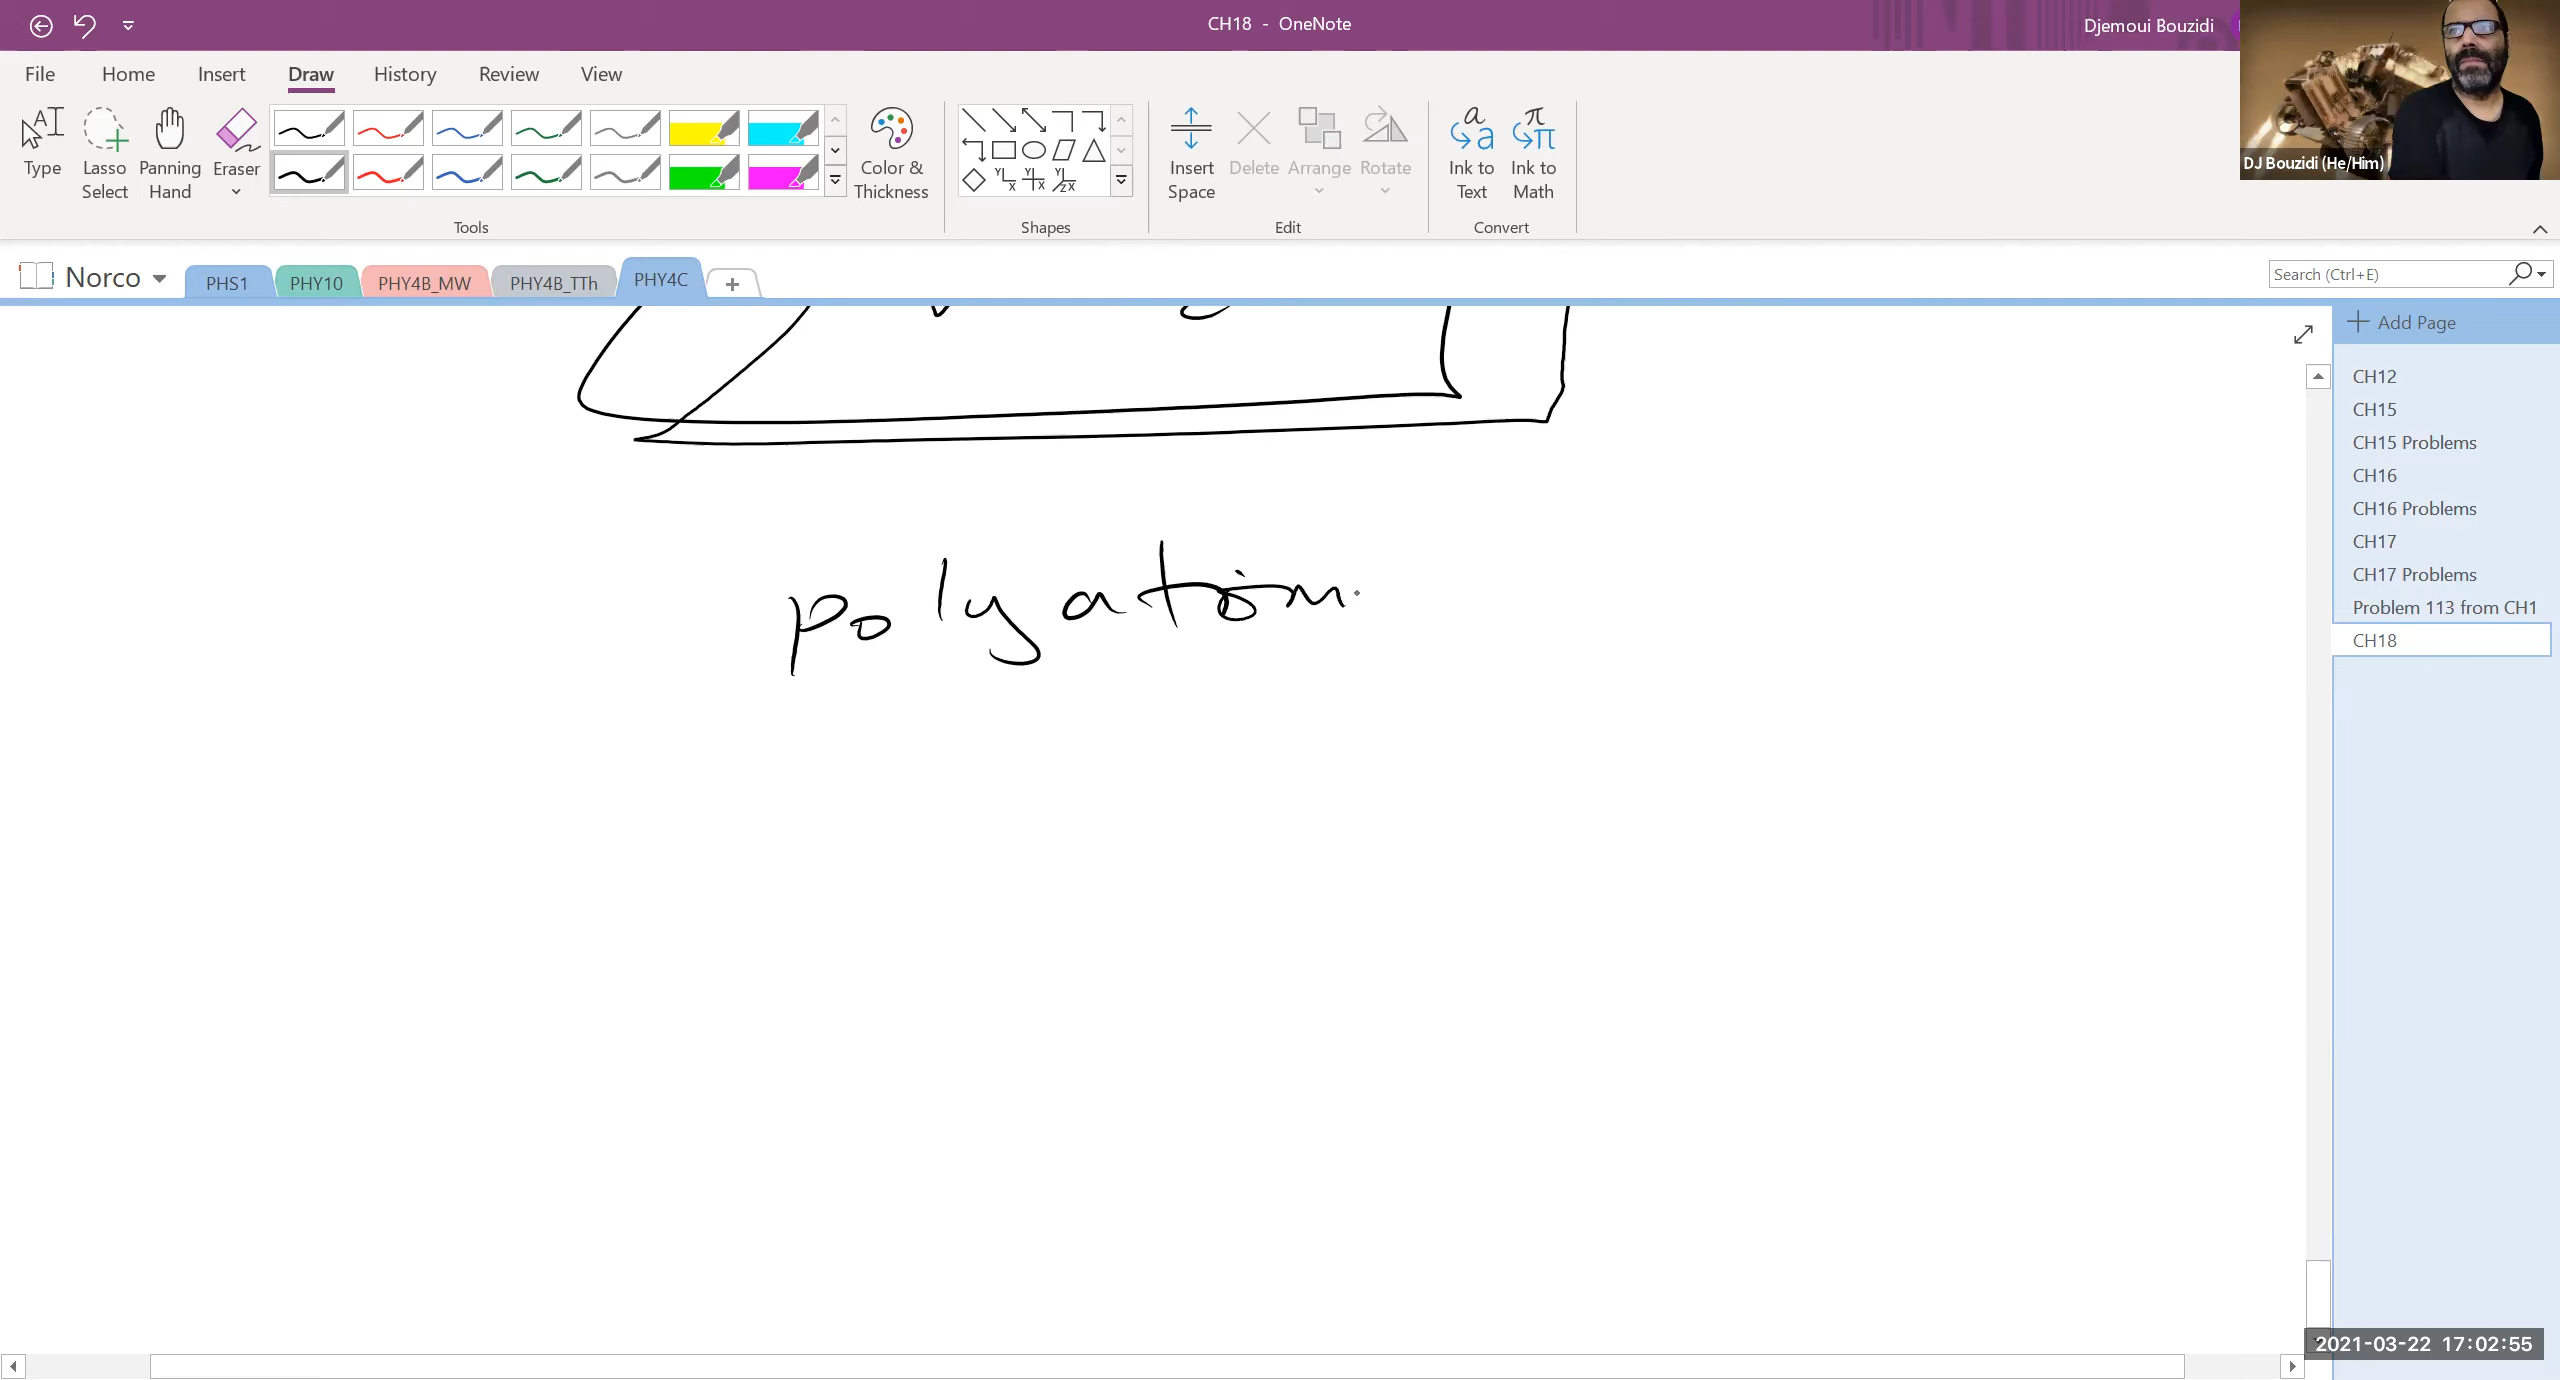 CH18 - OneNote
Djemoui Bouzidi
File Home Insert Draw History Review View
Type
Lasso Select
Panning Hand
Eraser
Color & Thickness
Insert Space
Delete
Arrange
Rotate
Ink to Text
Ink to Math
Tools
Shapes
Edit
Convert
DJ Bouzidi (He/Him)
Norco
PHS1
PHY10
PHY4B_MW
PHY4B_TTh
PHY4C
Search (Ctrl+E)
Add Page
CH12
CH15
CH15 Problems
CH16
CH16 Problems
CH17
CH17 Problems
Problem 113 from CH1
CH18
polyatom
2021-03-22 17:02:55